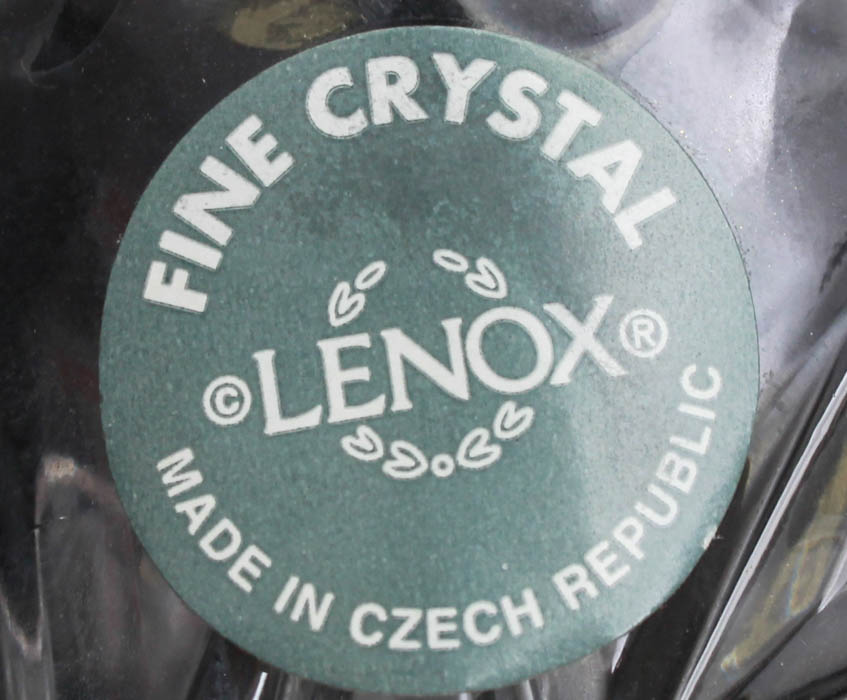 FINE CRYSTAL
©LENOX®
MADE IN CZECH REPUBLIC